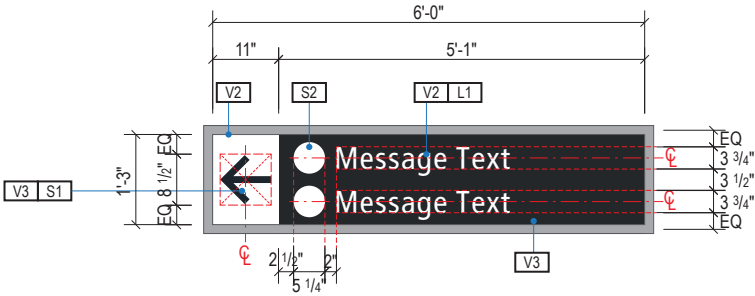 6'-0"
11" 5'-1"
V2 S2 V2 L1
EQ EQ
Message Text ℄ 3 3/4"
1'-3" 8 1/2" 3 1/2"
V3 S1
Message Text ℄ 3 3/4"
EQ EQ
℄ 2 1/2" 2" V3
5 1/4"